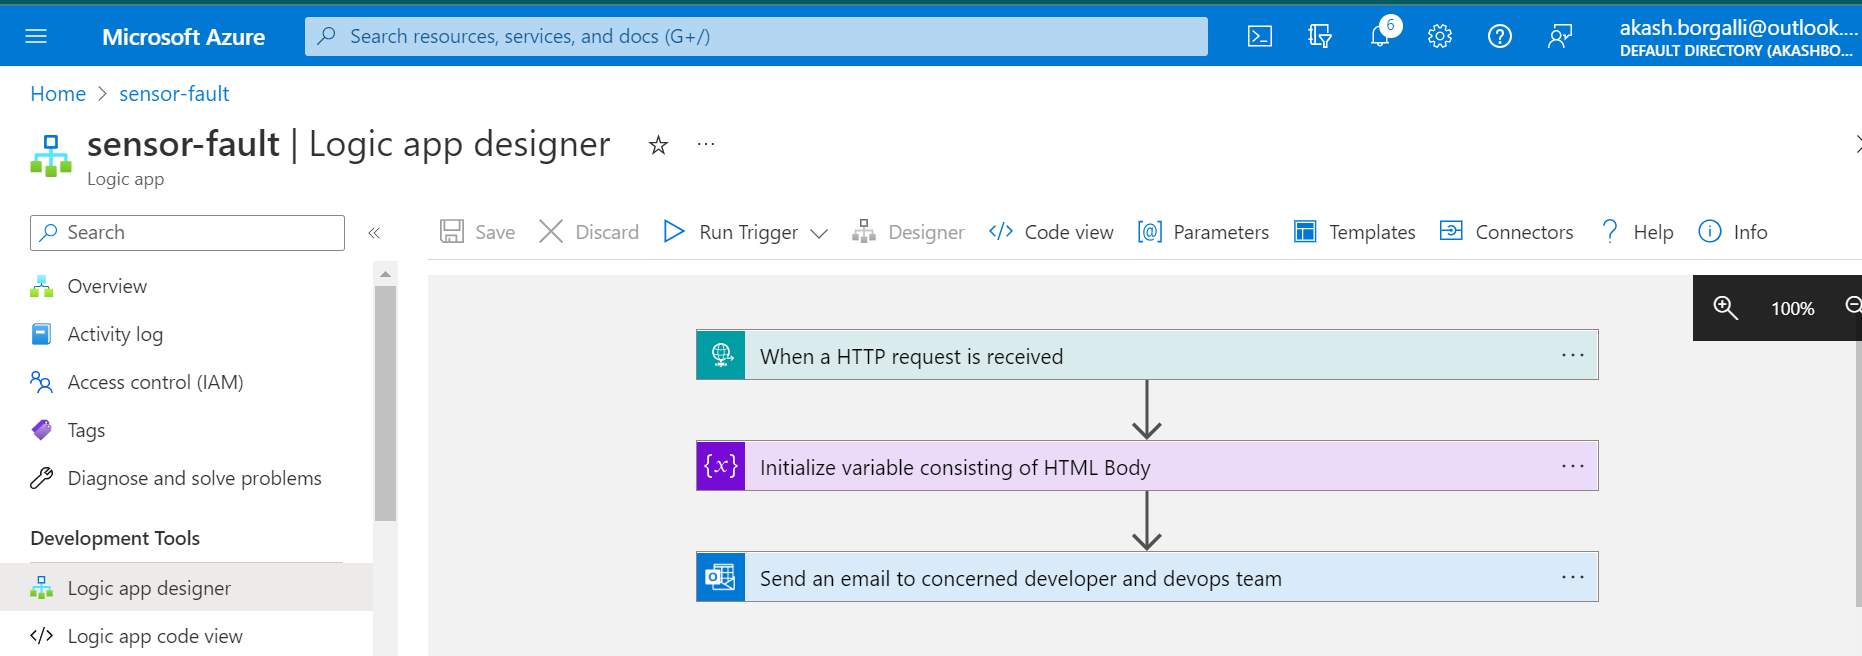 Microsoft Azure
Search resources, services, and docs (G+/)
6
akash.borgalli@outlook....
DEFAULT DIRECTORY (AKASHBO...
Home > sensor-fault
sensor-fault | Logic app designer
Logic app
Search
Save
Discard
Run Trigger
Designer
Code view
Parameters
Templates
Connectors
Help
Info
Overview
Activity log
Access control (IAM)
Tags
Diagnose and solve problems
Development Tools
Logic app designer
Logic app code view
100%
When a HTTP request is received
Initialize variable consisting of HTML Body
Send an email to concerned developer and devops team